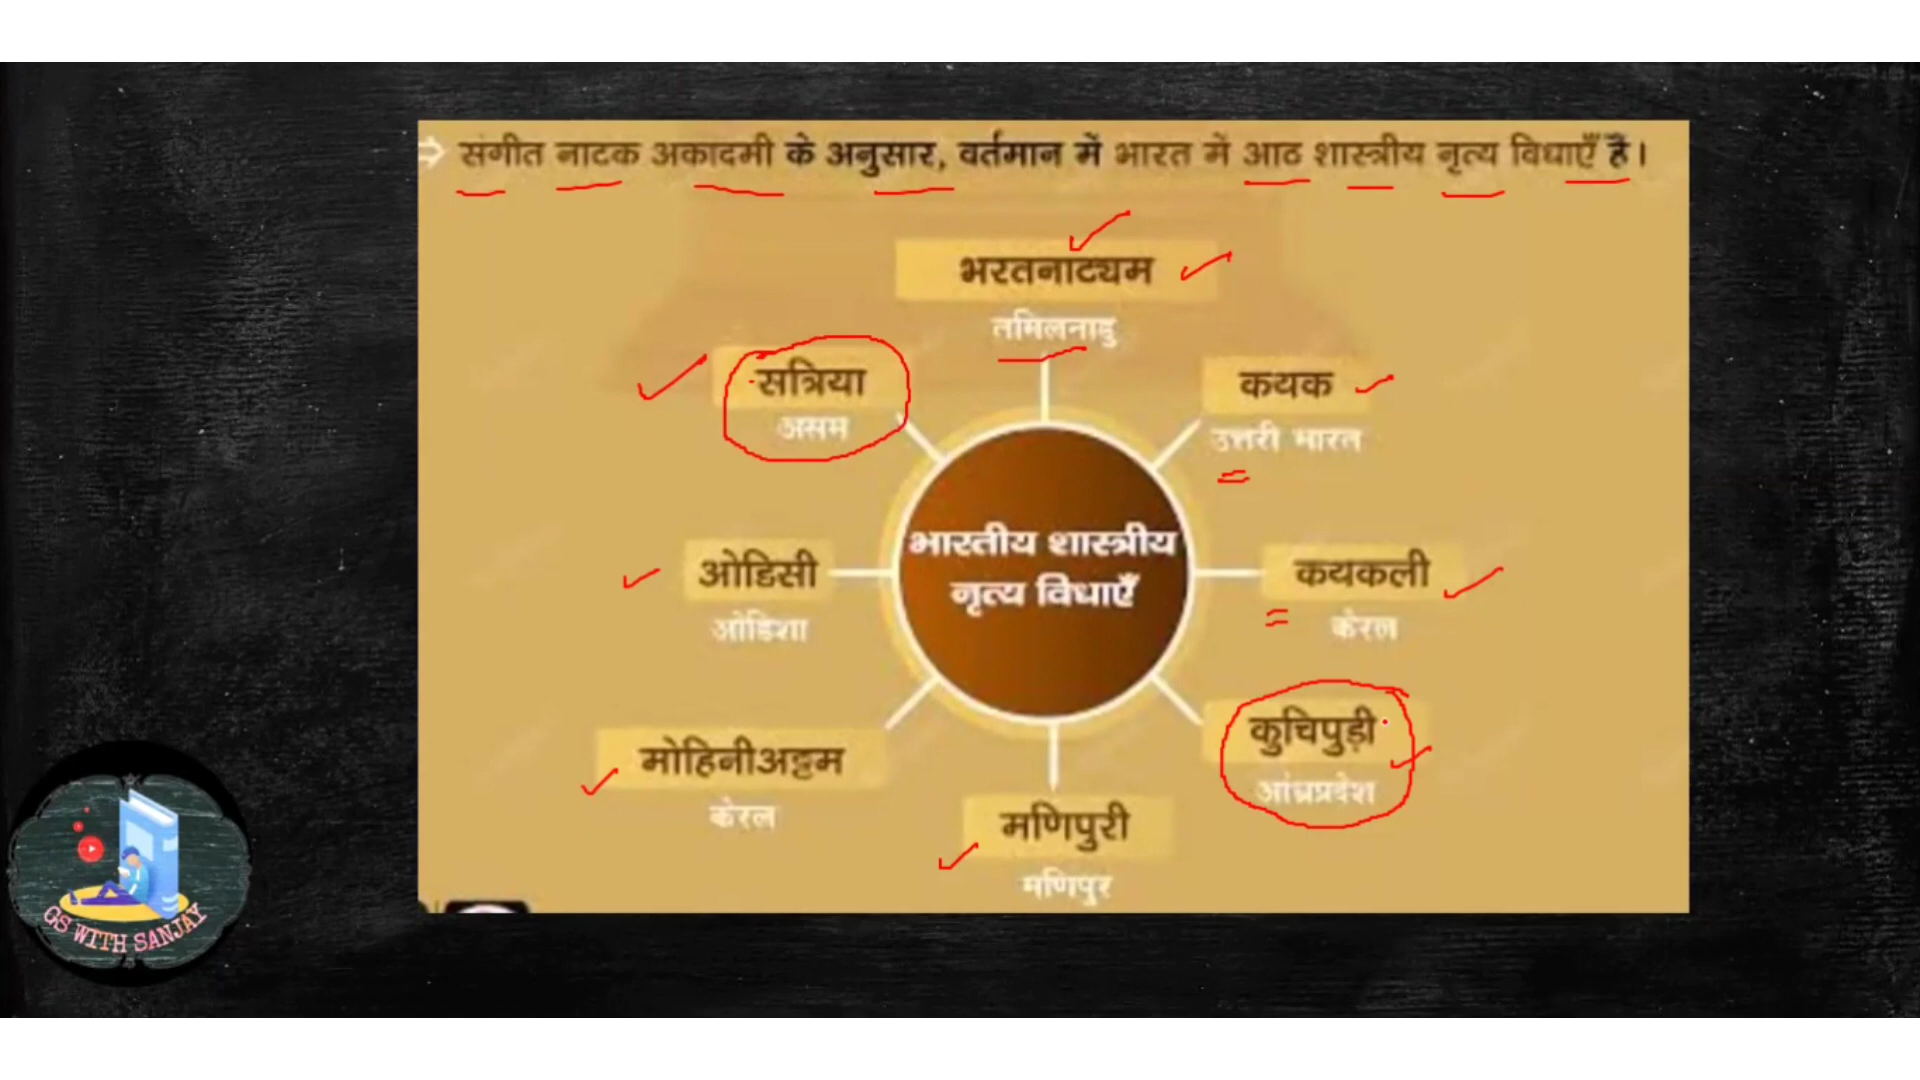 संगीत नाटक अकादमी के अनुसार, वर्तमान में भारत में आठ शास्त्रीय नृत्य विधाएँ हैं।
भरतनाट्यम
तमिलनाडु
सत्रिया
असम
कथक
उत्तरी भारत
भारतीय शास्त्रीय
नृत्य विधाएँ
ओडिसी
ओडिशा
कथकली
केरल
मोहिनीअट्टम
केरल
कुचिपुड़ी
आंध्रप्रदेश
मणिपुरी
मणिपुर
GS WITH SANJAY